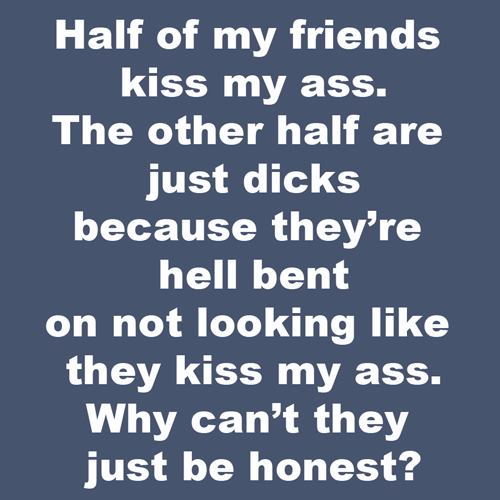 Half of my friends
kiss my ass.
The other half are
just dicks
because they’re
hell bent
on not looking like
they kiss my ass.
Why can’t they
just be honest?